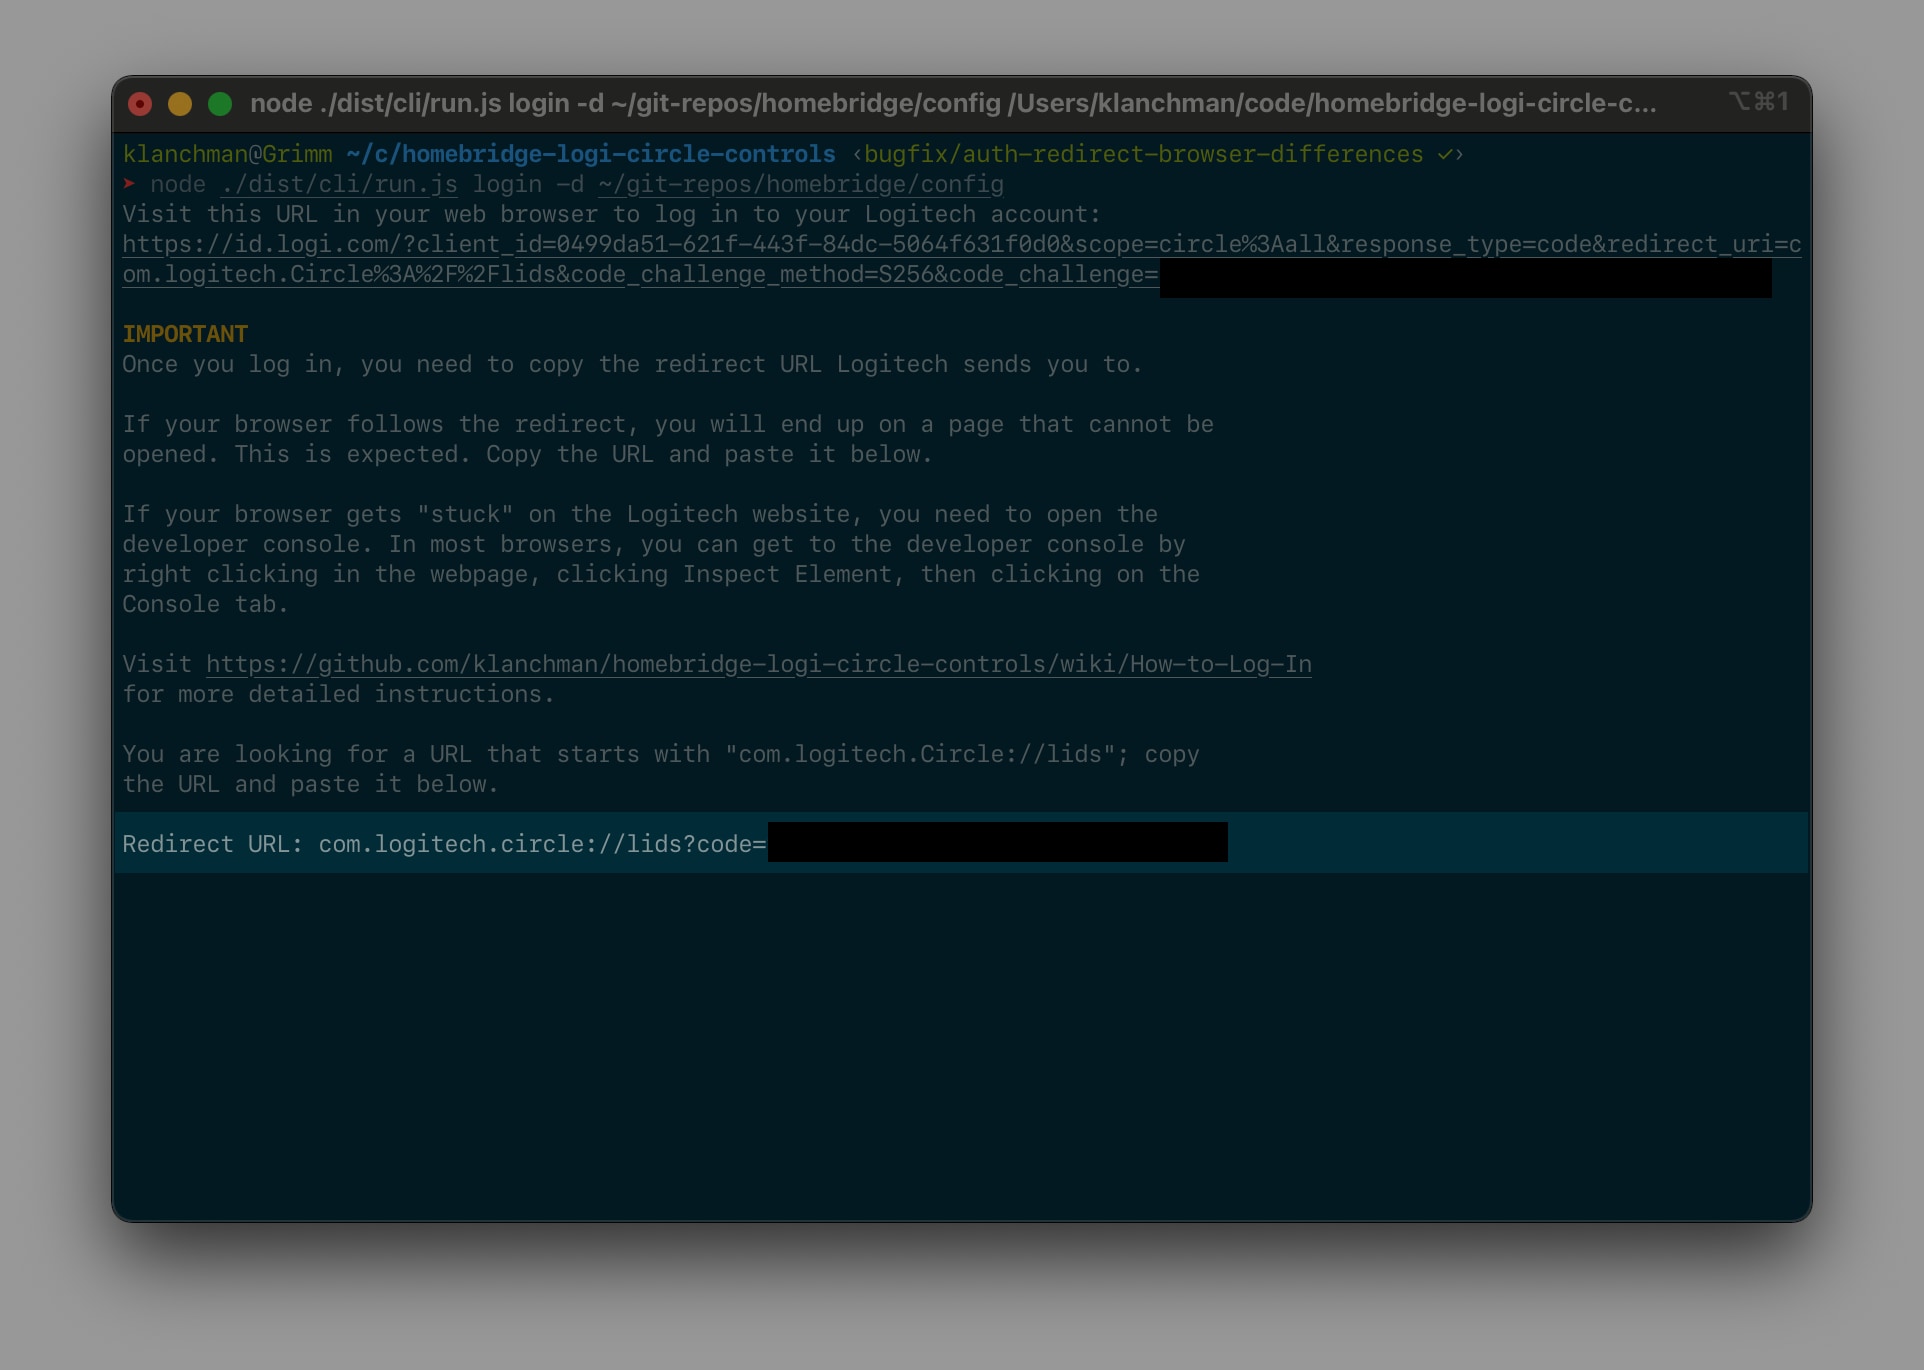 node ./dist/cli/run.js login -d ~/git-repos/homebridge/config /Users/klanchman/code/homebridge-logi-circle-c... ⌥⌘1
klanchman@Grimm ~/c/homebridge-logi-circle-controls ‹bugfix/auth-redirect-browser-differences ✓›
➤ node ./dist/cli/run.js login -d ~/git-repos/homebridge/config
Visit this URL in your web browser to log in to your Logitech account:
https://id.logi.com/?client_id=0499da51-621f-443f-84dc-5064f631f0d0&scope=circle%3Aall&response_type=code&redirect_uri=c
om.logitech.Circle%3A%2F%2Flids&code_challenge_method=S256&code_challenge=
IMPORTANT
Once you log in, you need to copy the redirect URL Logitech sends you to.
If your browser follows the redirect, you will end up on a page that cannot be
opened. This is expected. Copy the URL and paste it below.
If your browser gets "stuck" on the Logitech website, you need to open the
developer console. In most browsers, you can get to the developer console by
right clicking in the webpage, clicking Inspect Element, then clicking on the
Console tab.
Visit https://github.com/klanchman/homebridge-logi-circle-controls/wiki/How-to-Log-In
for more detailed instructions.
You are looking for a URL that starts with "com.logitech.Circle://lids"; copy
the URL and paste it below.
Redirect URL: com.logitech.circle://lids?code=